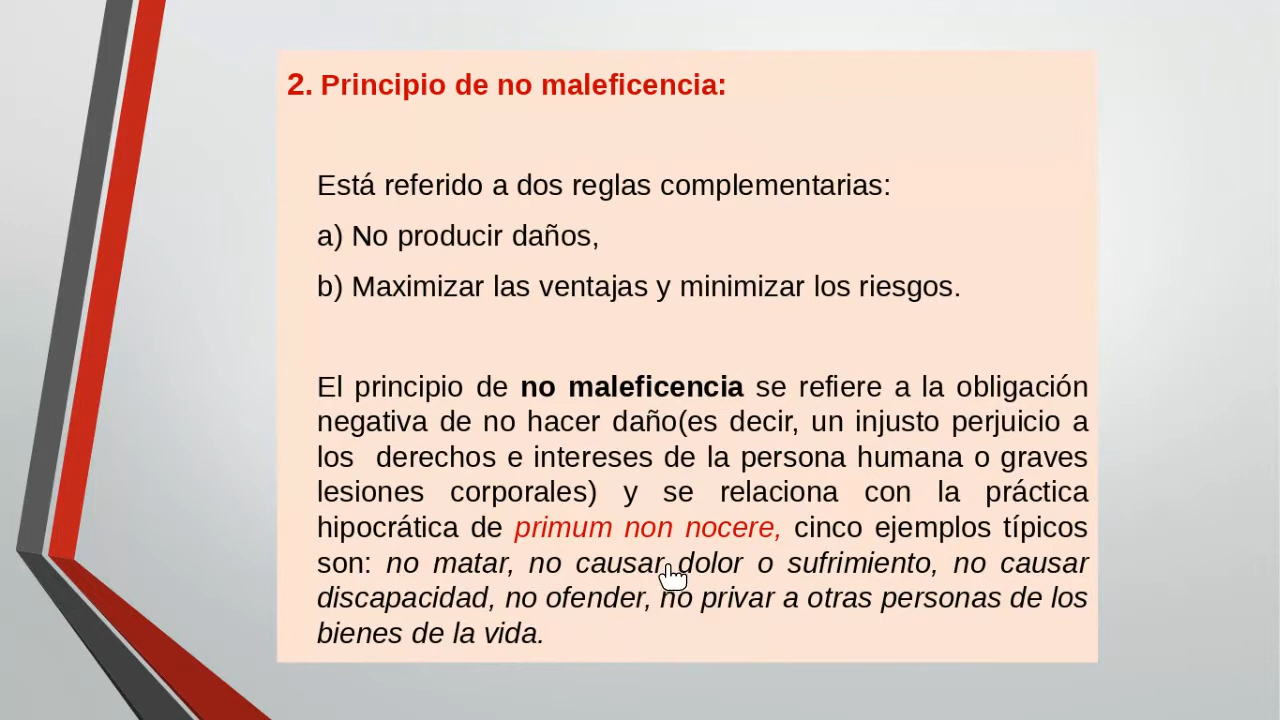 2. Principio de no maleficencia:
Está referido a dos reglas complementarias:
a) No producir daños,
b) Maximizar las ventajas y minimizar los riesgos.
El principio de no maleficencia se refiere a la obligación
negativa de no hacer daño(es decir, un injusto perjuicio a
los derechos e intereses de la persona humana o graves
lesiones corporales) y se relaciona con la práctica
hipocrática de primum non nocere, cinco ejemplos típicos
son: no matar, no causar dolor o sufrimiento, no causar
discapacidad, no ofender, no privar a otras personas de los
bienes de la vida.